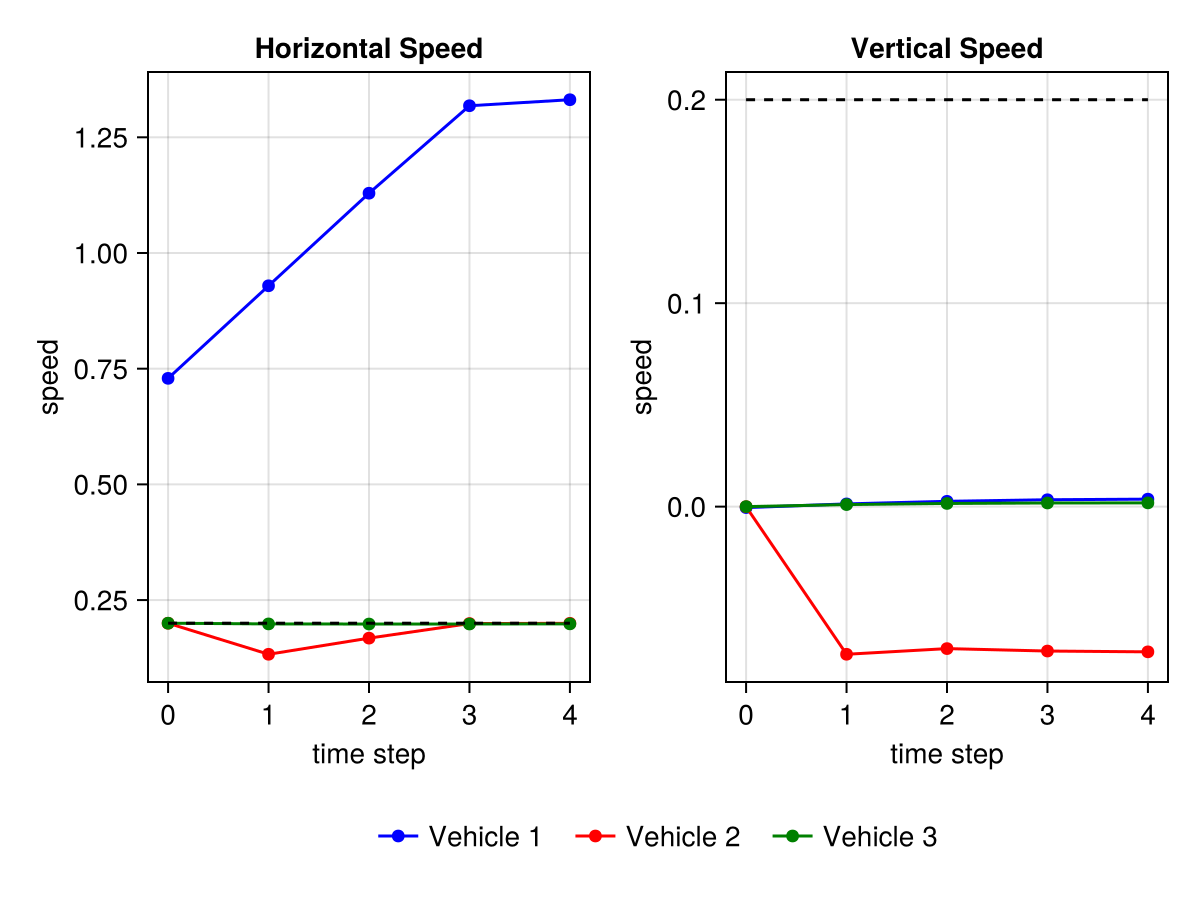 Horizontal Speed
1.25
1.00
0.75
0.50
0.25
speed
0 1 2 3 4
time step
Vertical Speed
0.2
0.1
0.0
speed
0 1 2 3 4
time step
Vehicle 1 Vehicle 2 Vehicle 3